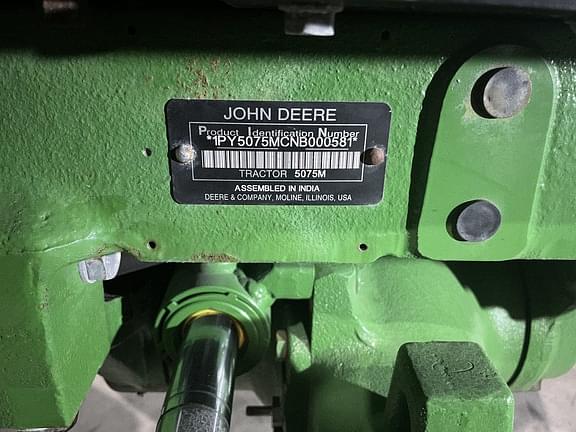 JOHN DEERE
Product Identification Number
*1PY5075MCNB000581*
TRACTOR 5075M
ASSEMBLED IN INDIA
DEERE & COMPANY, MOLINE, ILLINOIS, USA